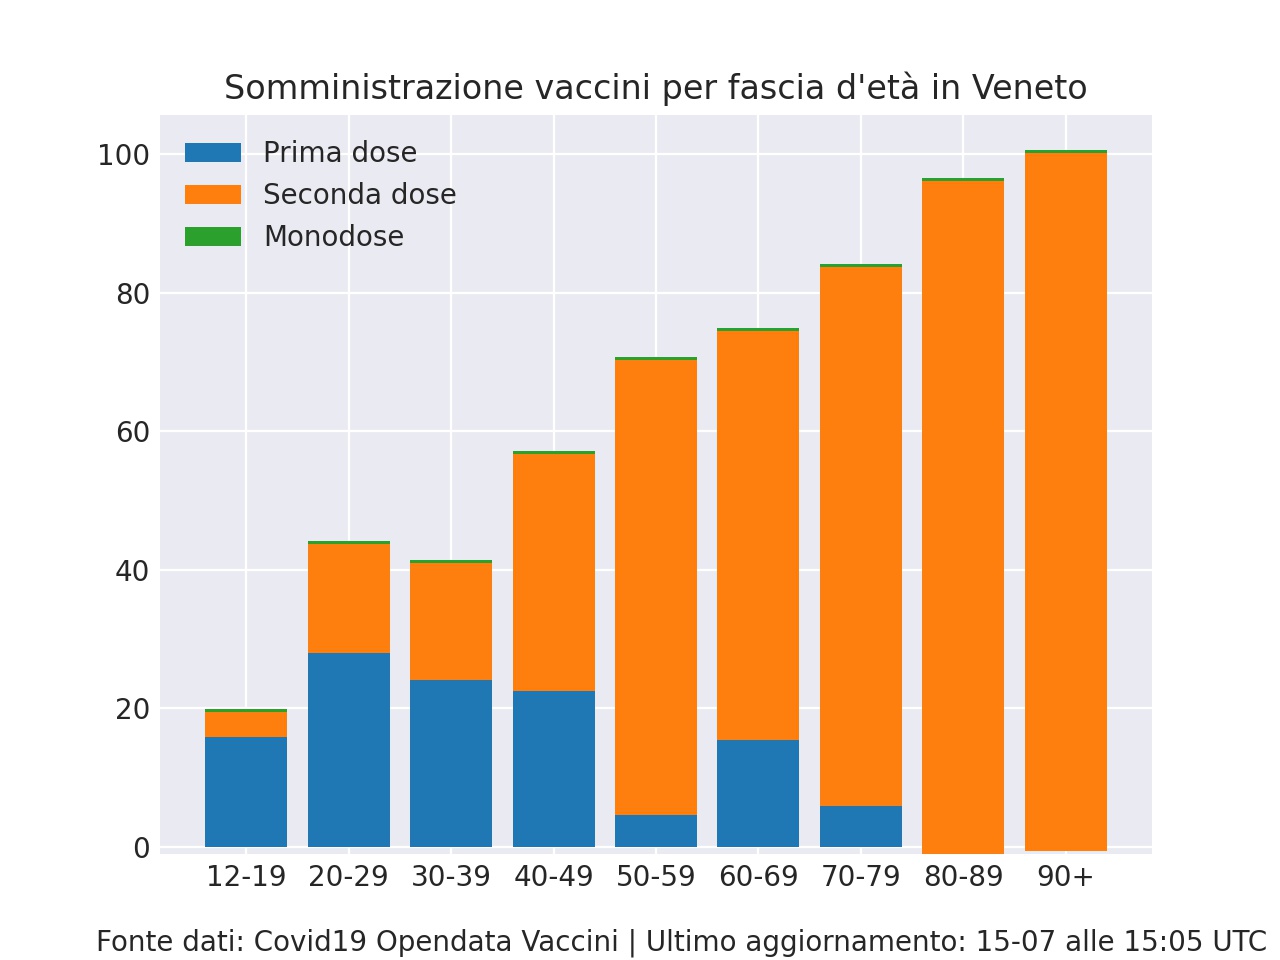 Somministrazione vaccini per fascia d'età in Veneto
Prima dose
Seconda dose
Monodose
100
80
60
40
20
0
12-19 20-29 30-39 40-49 50-59 60-69 70-79 80-89 90+
Fonte dati: Covid19 Opendata Vaccini | Ultimo aggiornamento: 15-07 alle 15:05 UTC